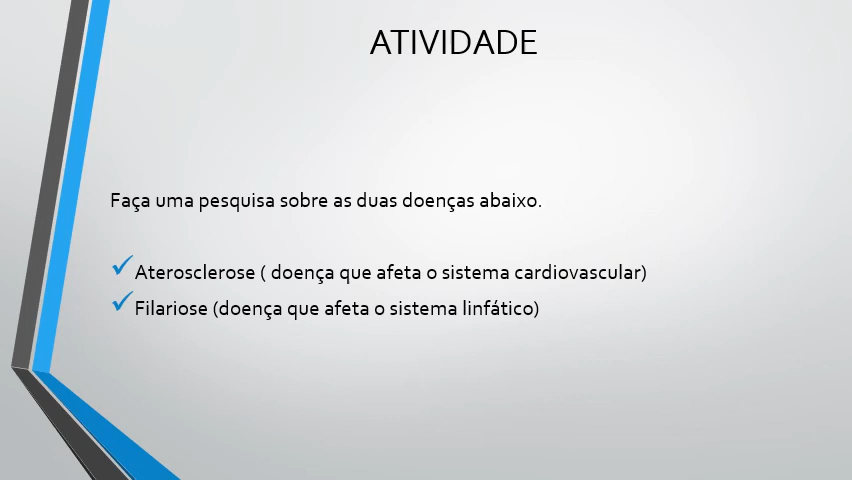 ATIVIDADE
Faça uma pesquisa sobre as duas doenças abaixo.
Aterosclerose ( doença que afeta o sistema cardiovascular)
Filariose (doença que afeta o sistema linfático)